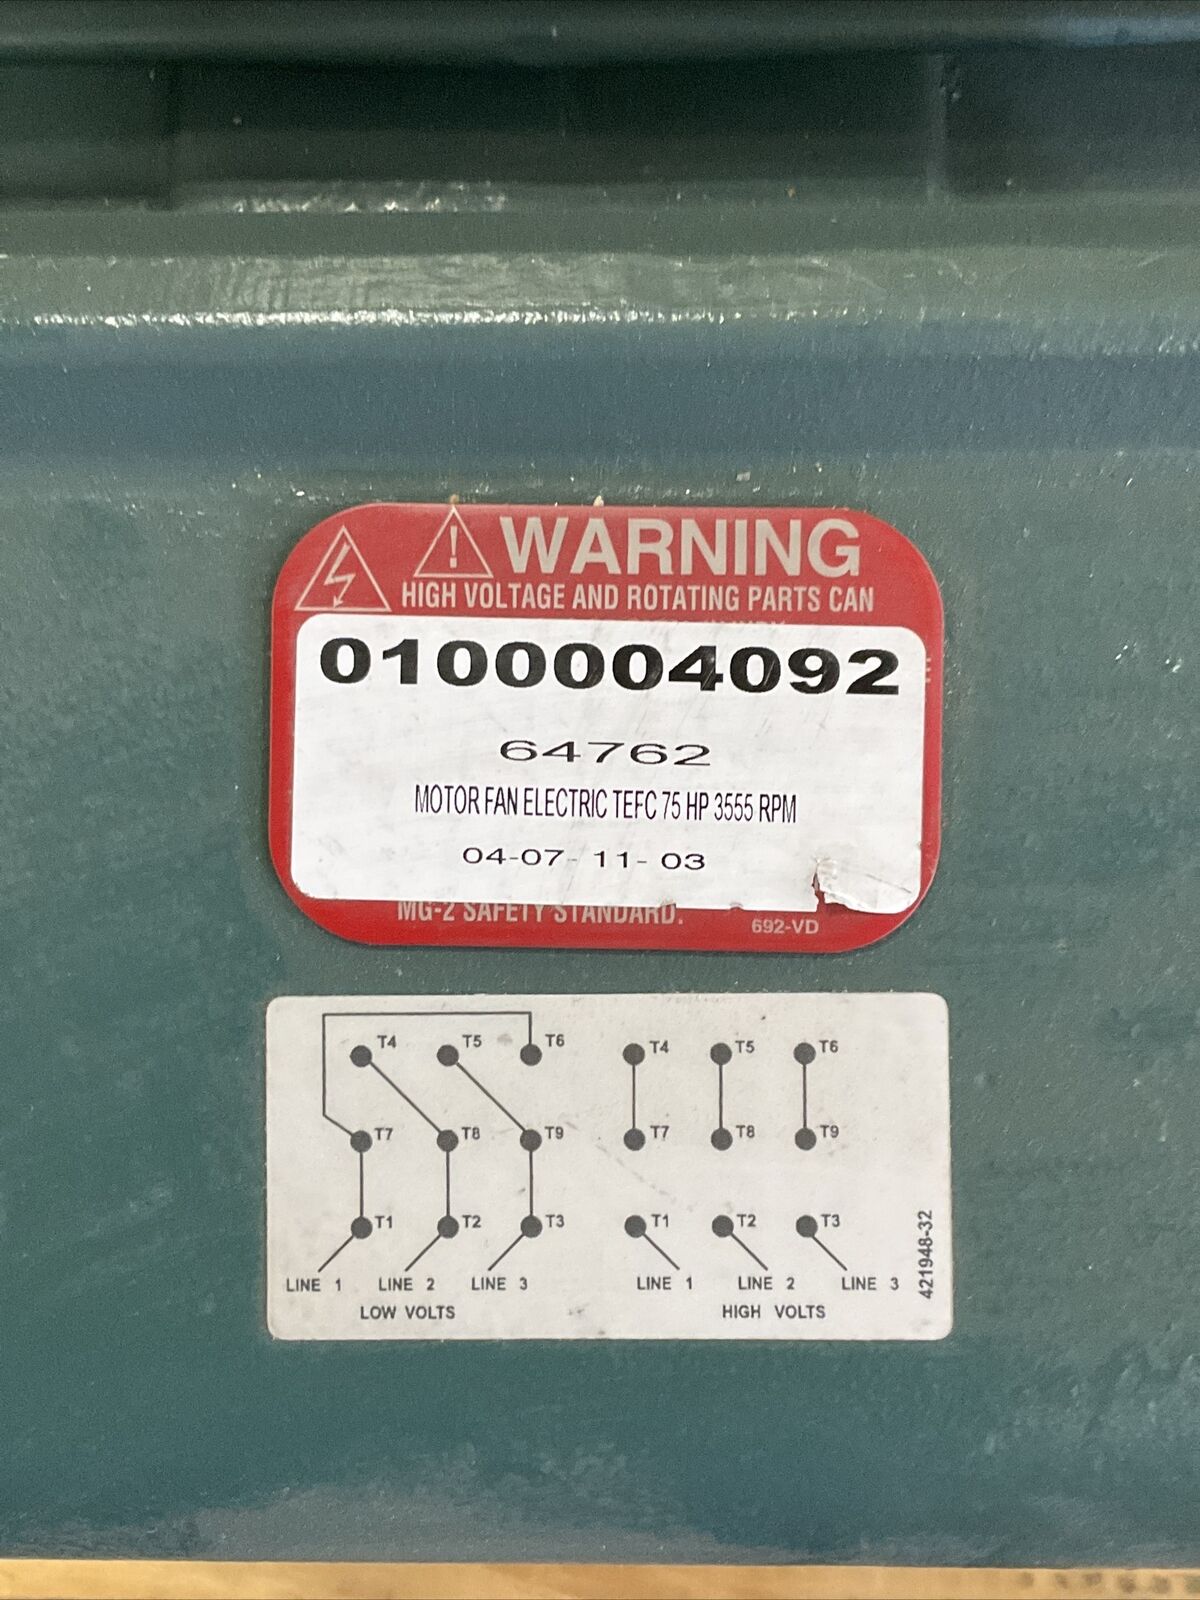 WARNING
HIGH VOLTAGE AND ROTATING PARTS CAN
0100004092
64762
MOTOR FAN ELECTRIC TEFC 75 HP 3555 RPM
04-07-11-03
MG-2 SAFETY STANDARD.
692-VD
T4 T5 T6 T4 T5 T6
T7 T8 T9 T7 T8 T9
T1 T2 T3 T1 T2 T3
LINE 1 LINE 2 LINE 3 LINE 1 LINE 2 LINE 3
LOW VOLTS HIGH VOLTS
421948-32